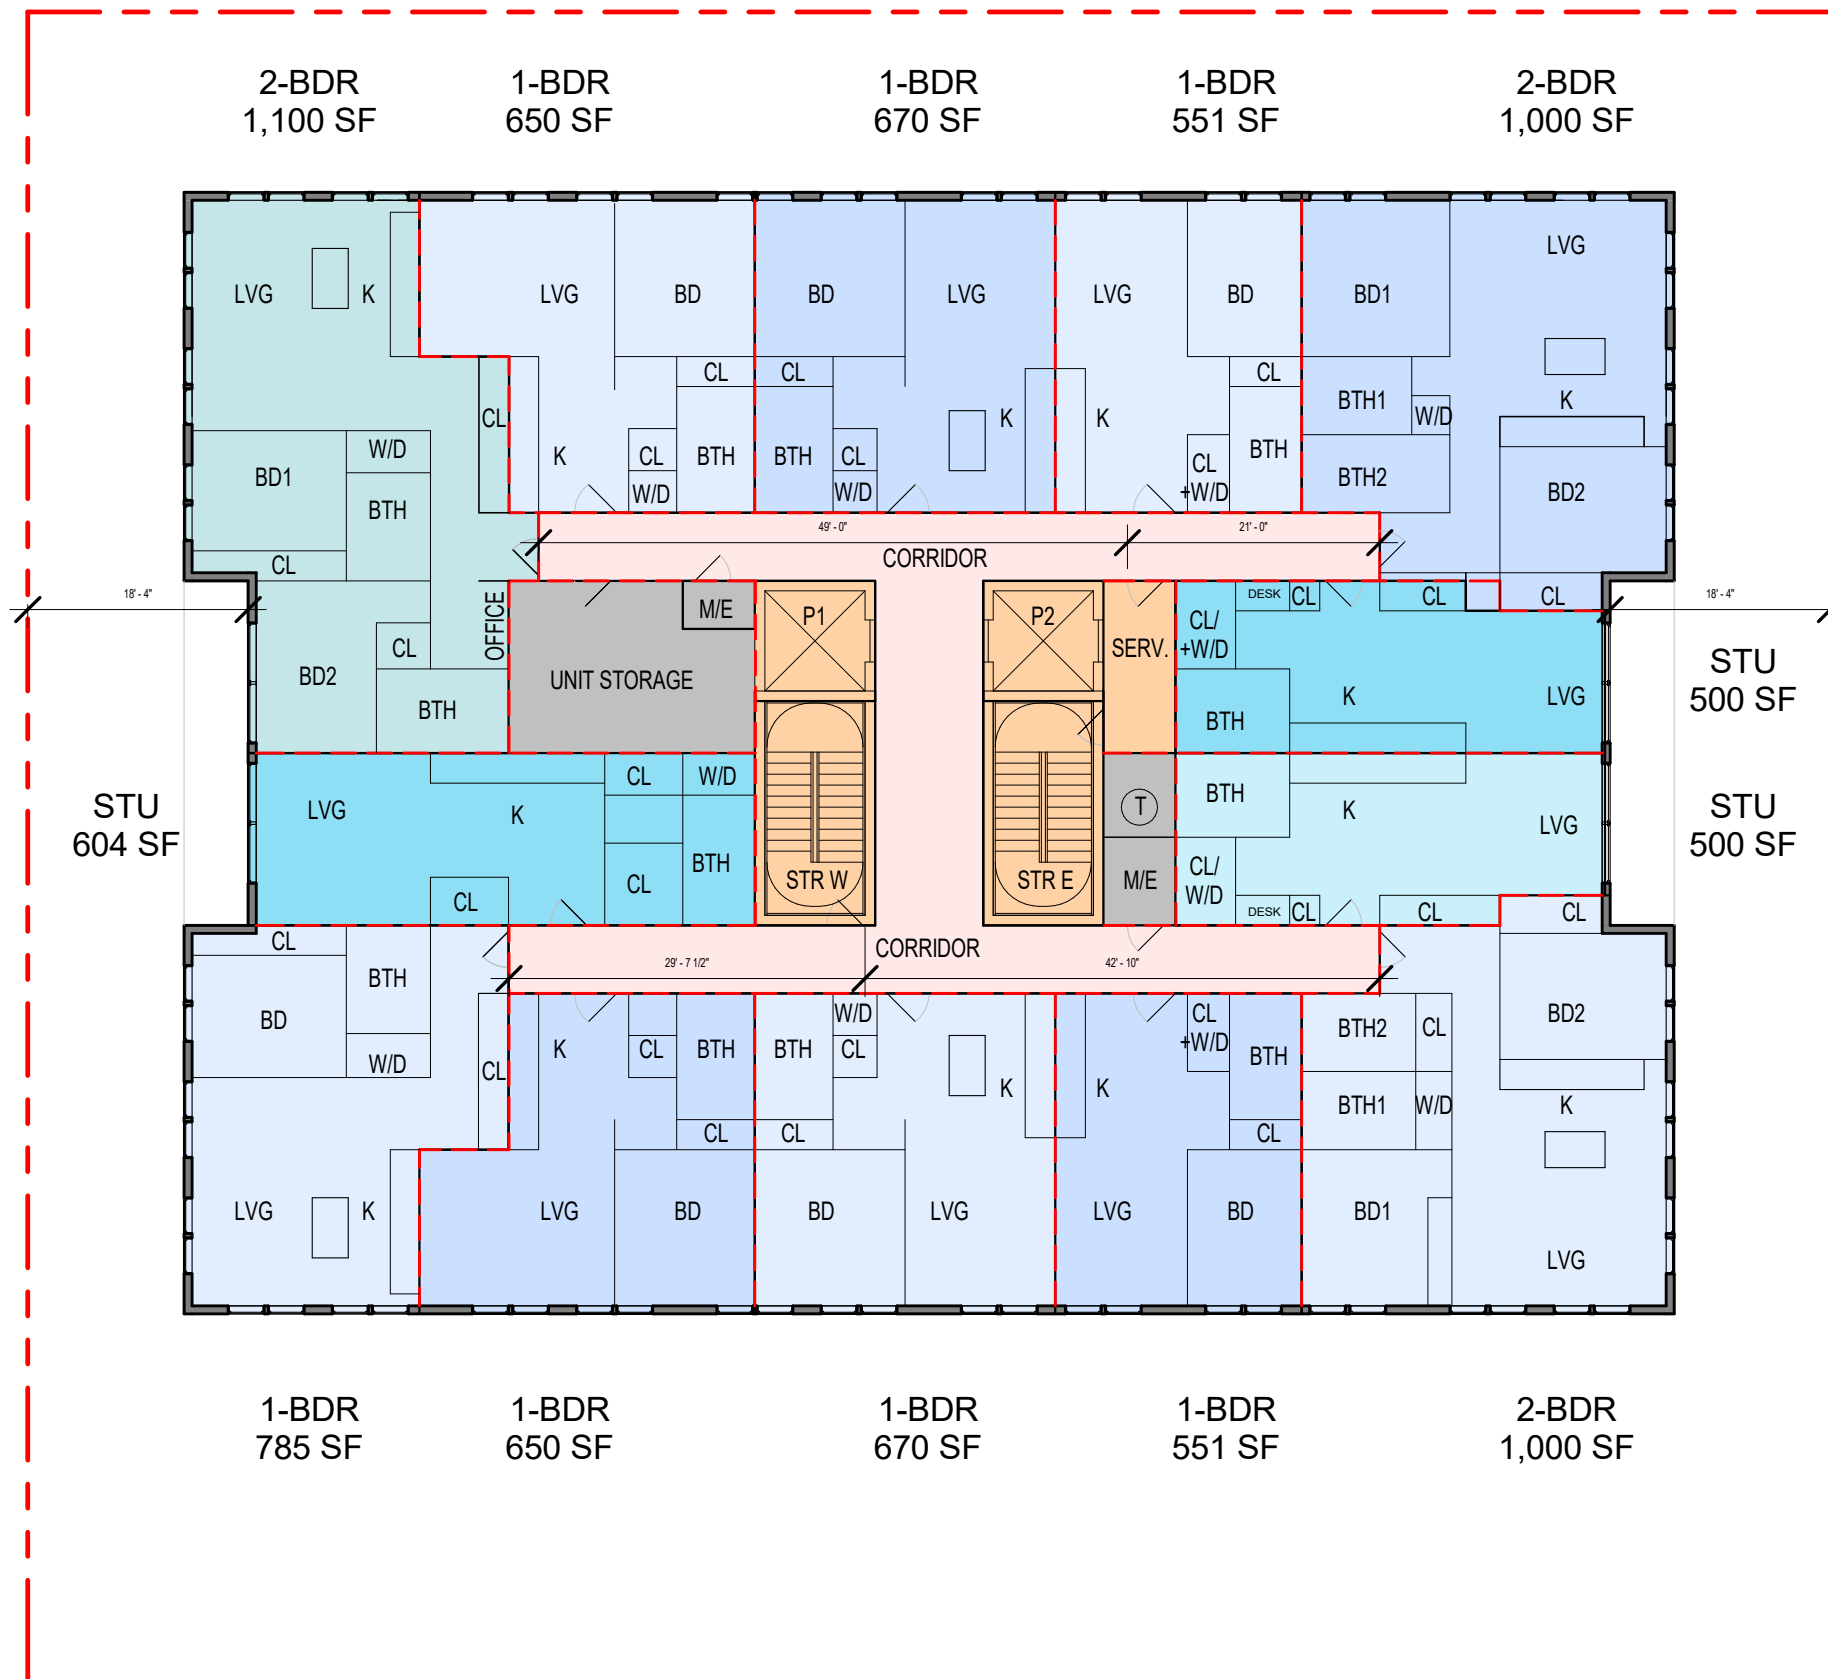 2-BDR
1,100 SF
1-BDR
650 SF
1-BDR
670 SF
1-BDR
551 SF
2-BDR
1,000 SF
LVG
K
LVG
BD
BD
LVG
LVG
BD
BD1
LVG
CL
CL
CL
CL
K
K
BTH1
W/D
K
W/D
BD1
BTH
K
CL
W/D
BTH
BTH
CL
W/D
CL
+W/D
BTH
BTH2
BD2
CL
49' - 0"
21' - 0"
CORRIDOR
18' - 4"
OFFICE
M/E
P1
P2
DESK
CL
CL
CL
18' - 4"
CL
BD2
UNIT STORAGE
SERV.
CL/
+W/D
K
LVG
STU
500 SF
BTH
BTH
STU
604 SF
LVG
K
CL
W/D
CL
BTH
CL
STR W
STR E
T
M/E
BTH
K
LVG
CL/
W/D
DESK
CL
CL
CL
STU
500 SF
CL
BTH
CORRIDOR
29' - 7 1/2"
42' - 10"
BD
W/D
CL
K
CL
BTH
BTH
W/D
CL
K
K
CL
+W/D
BTH
BTH2
CL
BD2
CL
CL
CL
BTH1
W/D
K
LVG
K
LVG
BD
BD
LVG
LVG
BD
BD1
LVG
1-BDR
785 SF
1-BDR
650 SF
1-BDR
670 SF
1-BDR
551 SF
2-BDR
1,000 SF